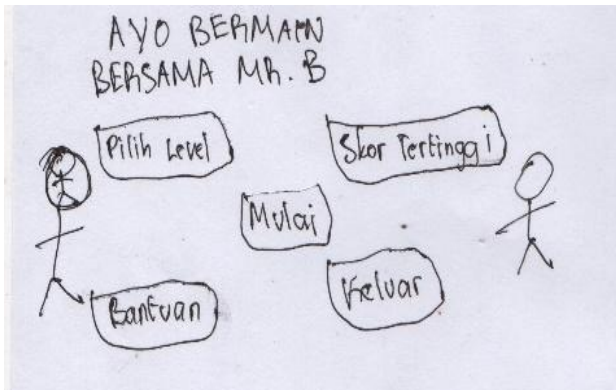 AYO BERMAIN
BERSAMA MR. B
Pilih Level
Skor Tertinggi
Mulai
Bantuan
Keluar